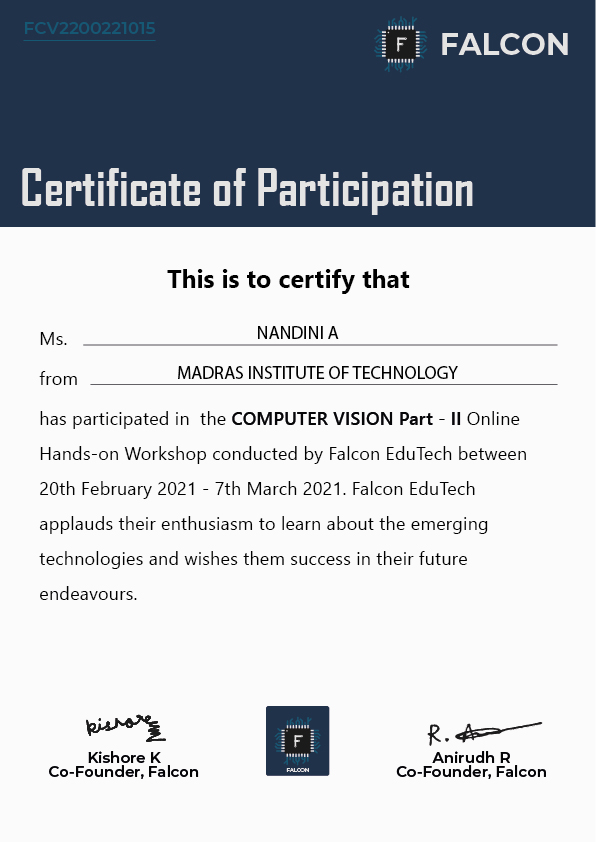 FCV2200221015
F FALCON
Certificate of Participation
This is to certify that
Ms. NANDINI A
from MADRAS INSTITUTE OF TECHNOLOGY
has participated in the COMPUTER VISION Part - II Online
Hands-on Workshop conducted by Falcon EduTech between
20th February 2021 - 7th March 2021. Falcon EduTech
applauds their enthusiasm to learn about the emerging
technologies and wishes them success in their future
endeavours.
kishore
F
FALCON
R. A
Kishore K
Co-Founder, Falcon
Anirudh R
Co-Founder, Falcon